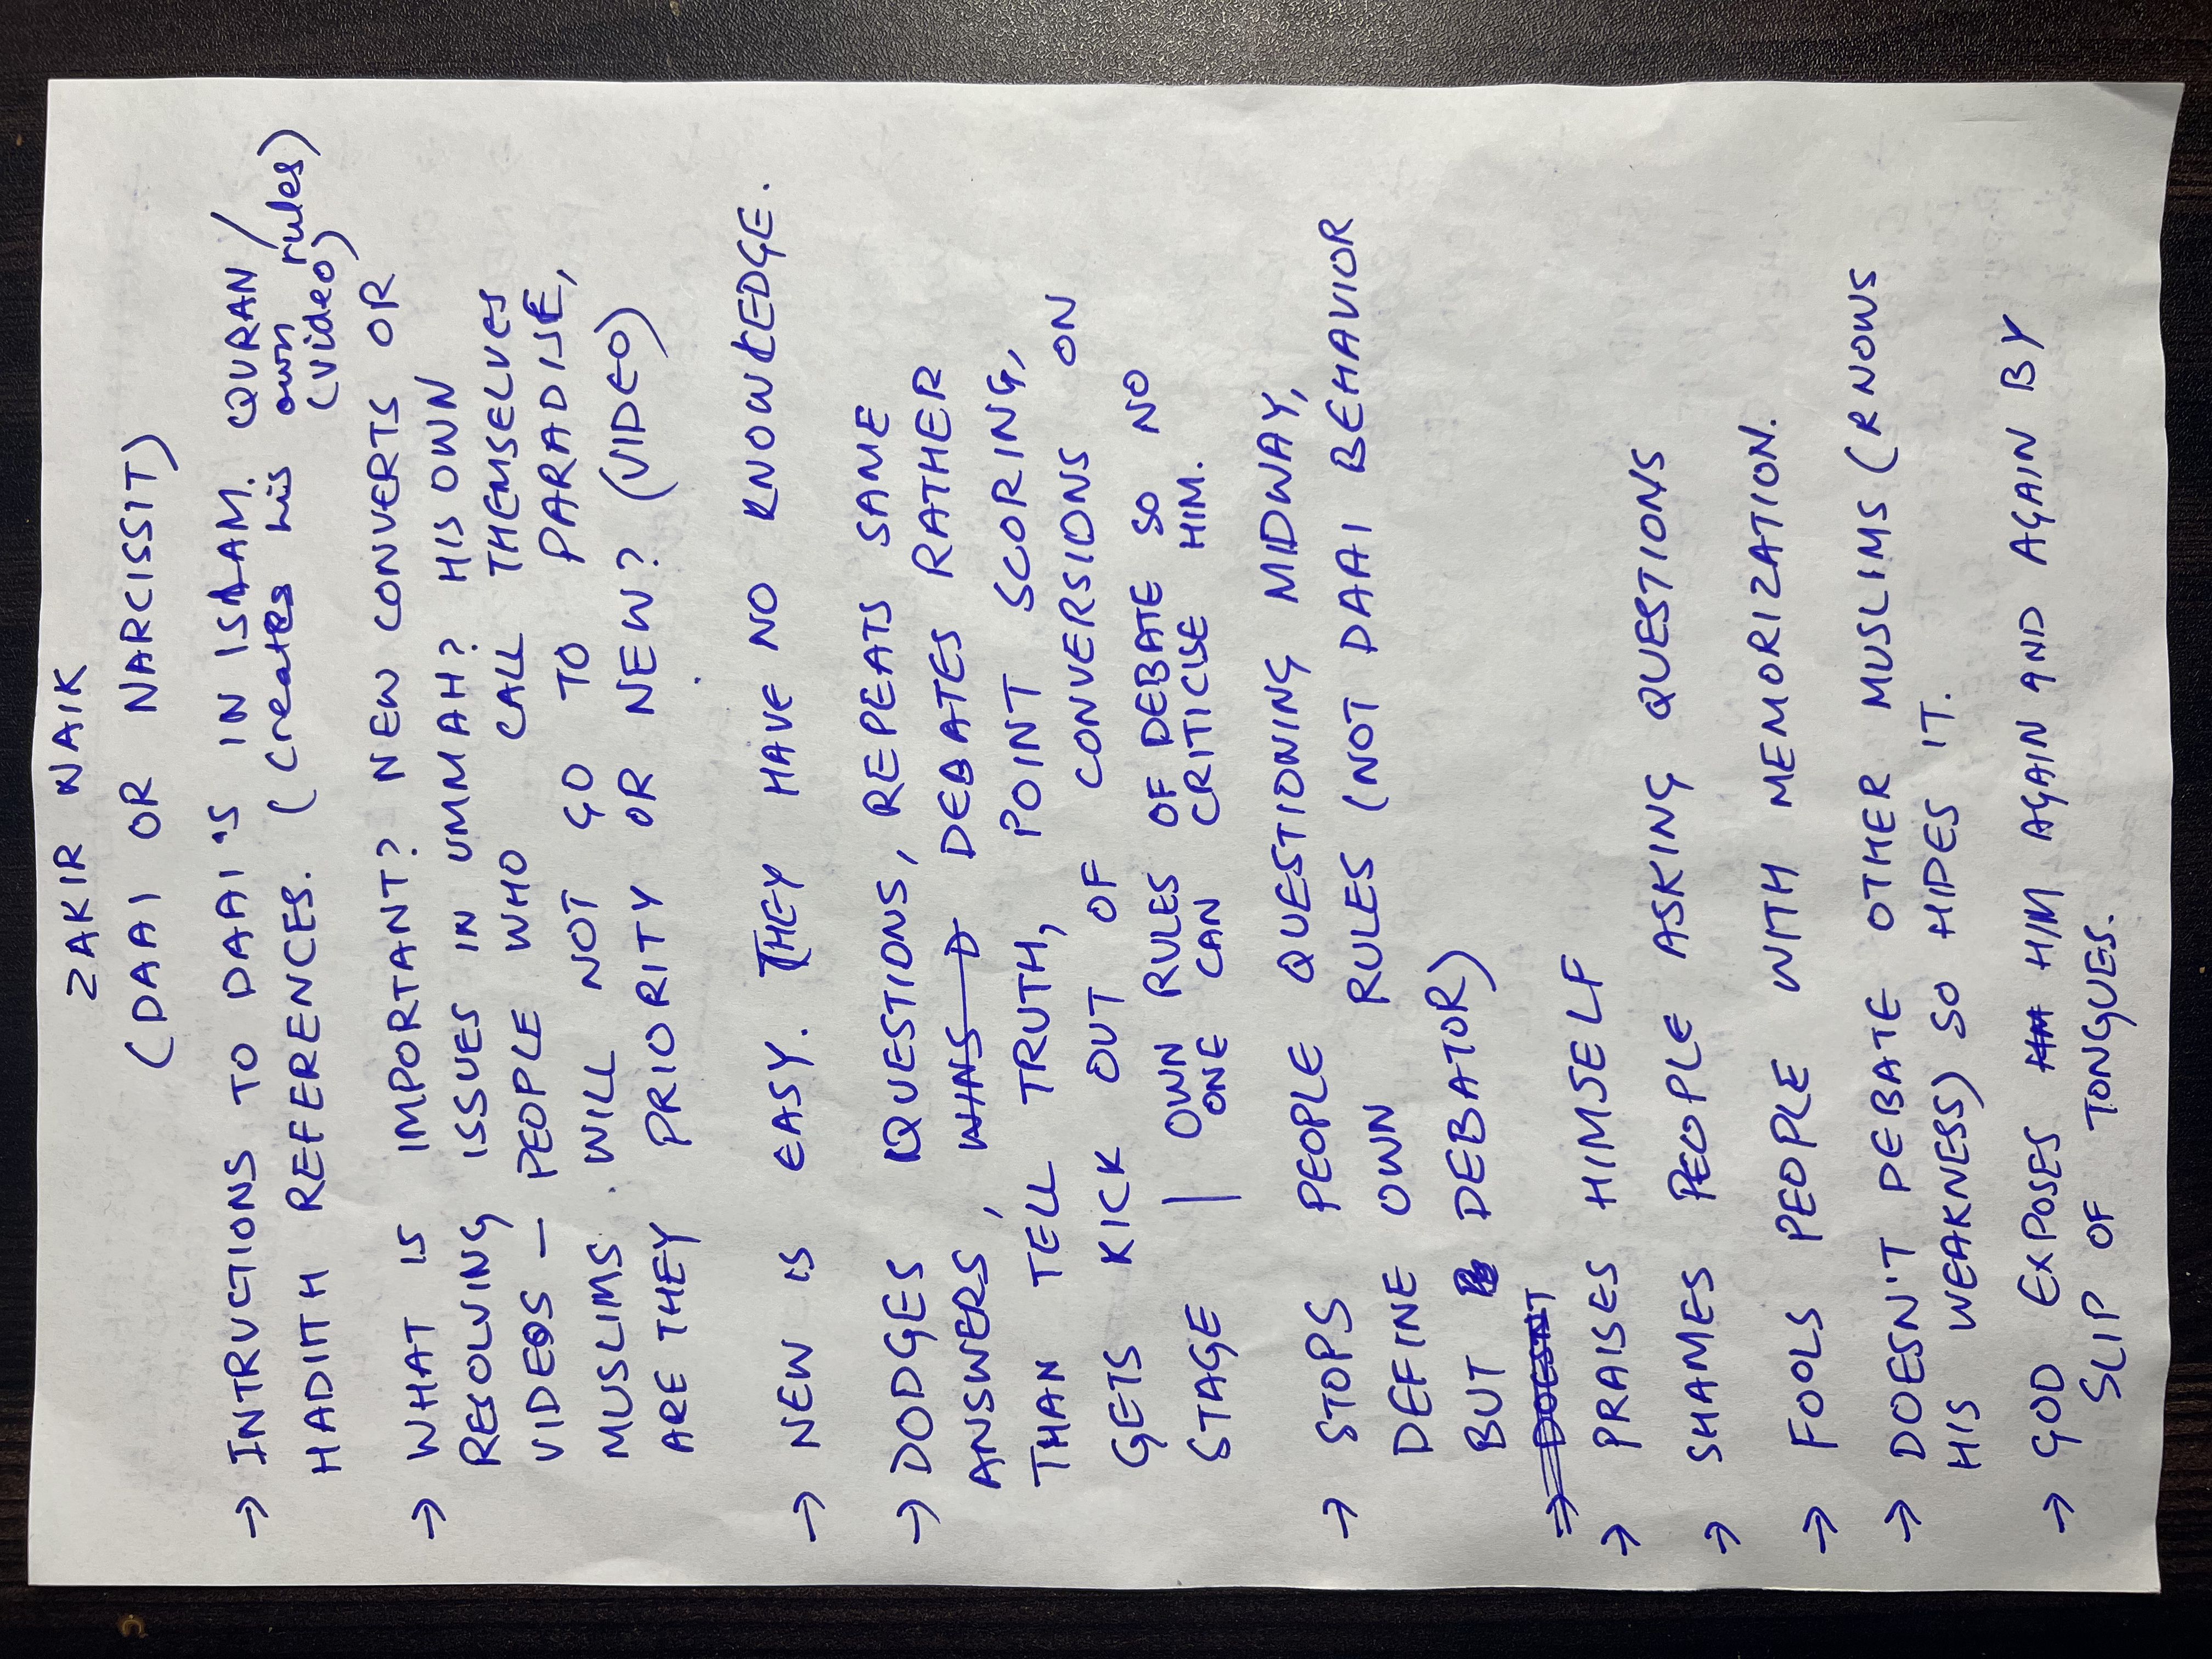 ZAKIR NAIK
(DAAI OR NARCISSIT)
→ INTRUCTIONS TO DAAI'S IN ISLAM. QURAN/
HADITH REFERENCES. (creates his own rules)
(video)
→ WHAT IS IMPORTANT? NEW CONVERTS OR
RESOLVING ISSUES IN UMMAH? HIS OWN
VIDEOS — PEOPLE WHO CALL THEMSELVES
MUSLIMS WILL NOT GO TO PARADISE,
ARE THEY PRIORITY OR NEW? (VIDEO)
→ NEW IS EASY. THEY HAVE NO KNOWLEDGE.
→ DODGES QUESTIONS, REPEATS SAME
ANSWERS, WINS D DEBATES RATHER
THAN TELL TRUTH, POINT SCORING,
GETS KICK OUT OF CONVERSIONS ON
STAGE | OWN RULES OF DEBATE SO NO
ONE CAN CRITICISE HIM.
→ STOPS PEOPLE QUESTIONING MIDWAY,
DEFINE OWN RULES (NOT DAAI BEHAVIOR
BUT DEBATOR)
→ DOESNT
→ PRAISES HIMSELF
→ SHAMES PEOPLE ASKING QUESTIONS
→ FOOLS PEOPLE WITH MEMORIZATION.
→ DOESN'T DEBATE OTHER MUSLIMS (KNOWS
HIS WEAKNESS) SO HIDES IT.
→ GOD EXPOSES HIM HIM AGAIN AND AGAIN BY
SLIP OF TONGUES.